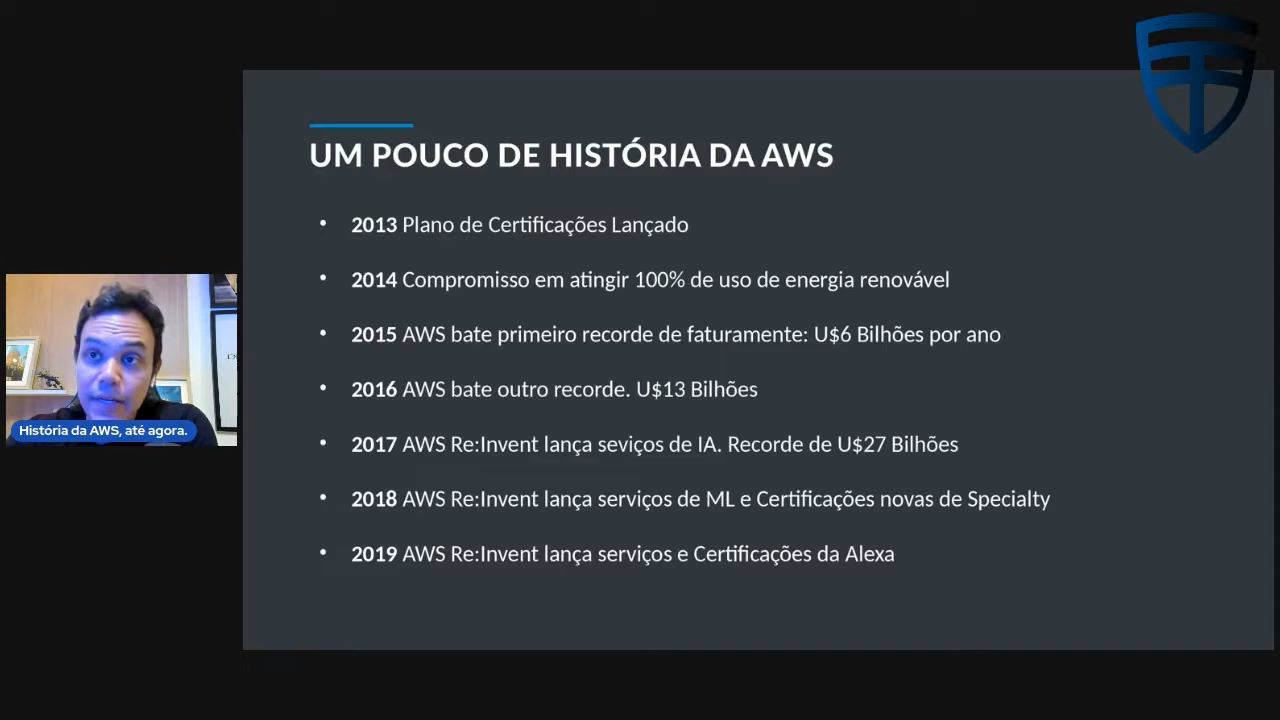 UM POUCO DE HISTÓRIA DA AWS
• 2013 Plano de Certificações Lançado
• 2014 Compromisso em atingir 100% de uso de energia renovável
• 2015 AWS bate primeiro recorde de faturamente: U$6 Bilhões por ano
• 2016 AWS bate outro recorde. U$13 Bilhões
• 2017 AWS Re:Invent lança seviços de IA. Recorde de U$27 Bilhões
• 2018 AWS Re:Invent lança serviços de ML e Certificações novas de Specialty
• 2019 AWS Re:Invent lança serviços e Certificações da Alexa
História da AWS, até agora.